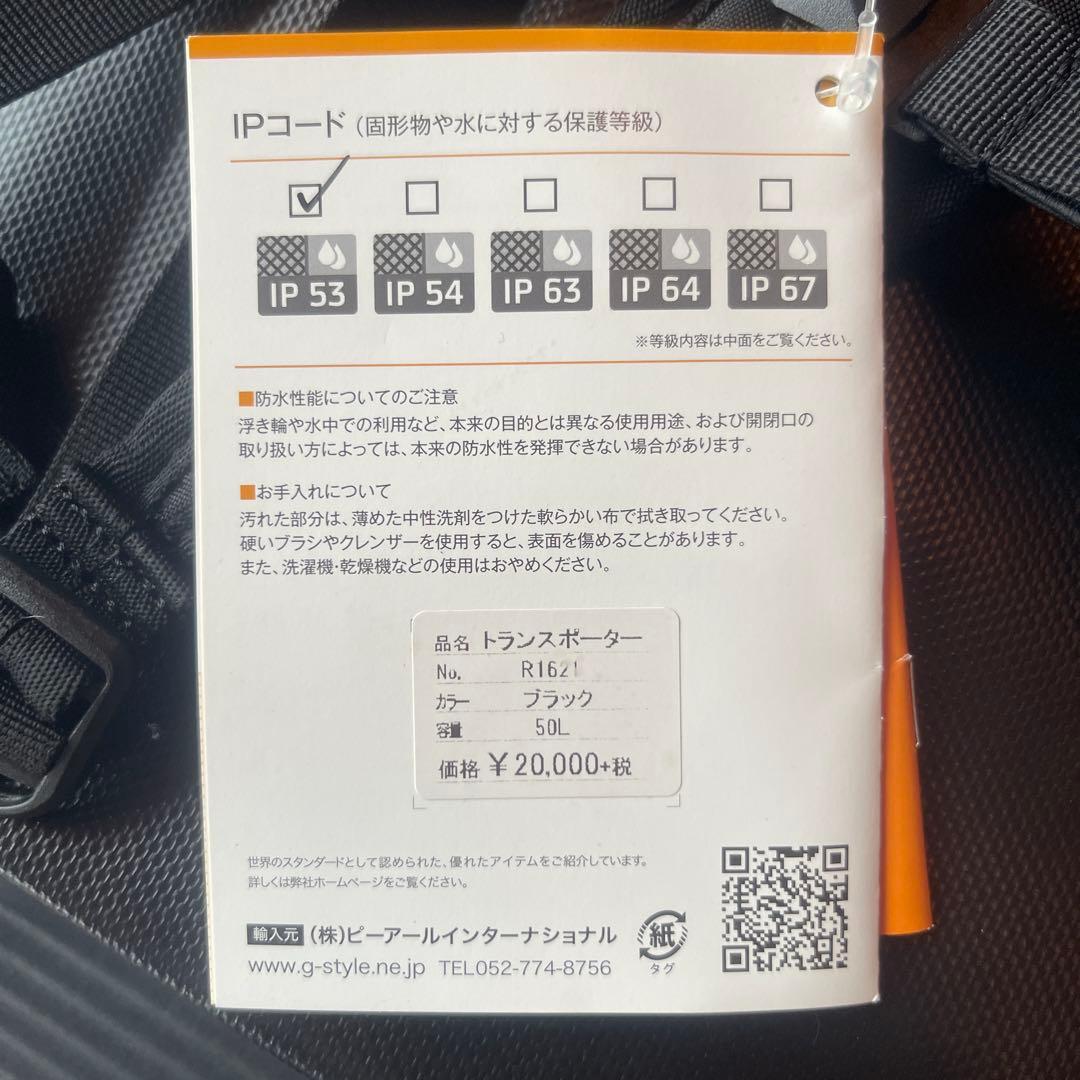 IPコード (固形物や水に対する保護等級)
IP 53 IP 54 IP 63 IP 64 IP 67
※等級内容は中面をご覧ください。
■防水性能についてのご注意
浮き輪や水中での利用など、本来の目的とは異なる使用用途、および開閉口の
取り扱い方によっては、本来の防水性を発揮できない場合があります。
■お手入れについて
汚れた部分は、薄めた中性洗剤をつけた軟らかい布で拭き取ってください。
硬いブラシやクレンザーを使用すると、表面を傷めることがあります。
また、洗濯機・乾燥機などの使用はおやめください。
品名 トランスポーター
No. R1621
カラー ブラック
容量 50L
価格 ¥20,000+税
世界のスタンダードとして認められた、優れたアイテムをご紹介しています。
詳しくは弊社ホームページをご覧ください。
輸入元 (株)ピーアールインターナショナル
www.g-style.ne.jp TEL052-774-8756
紙
タグ